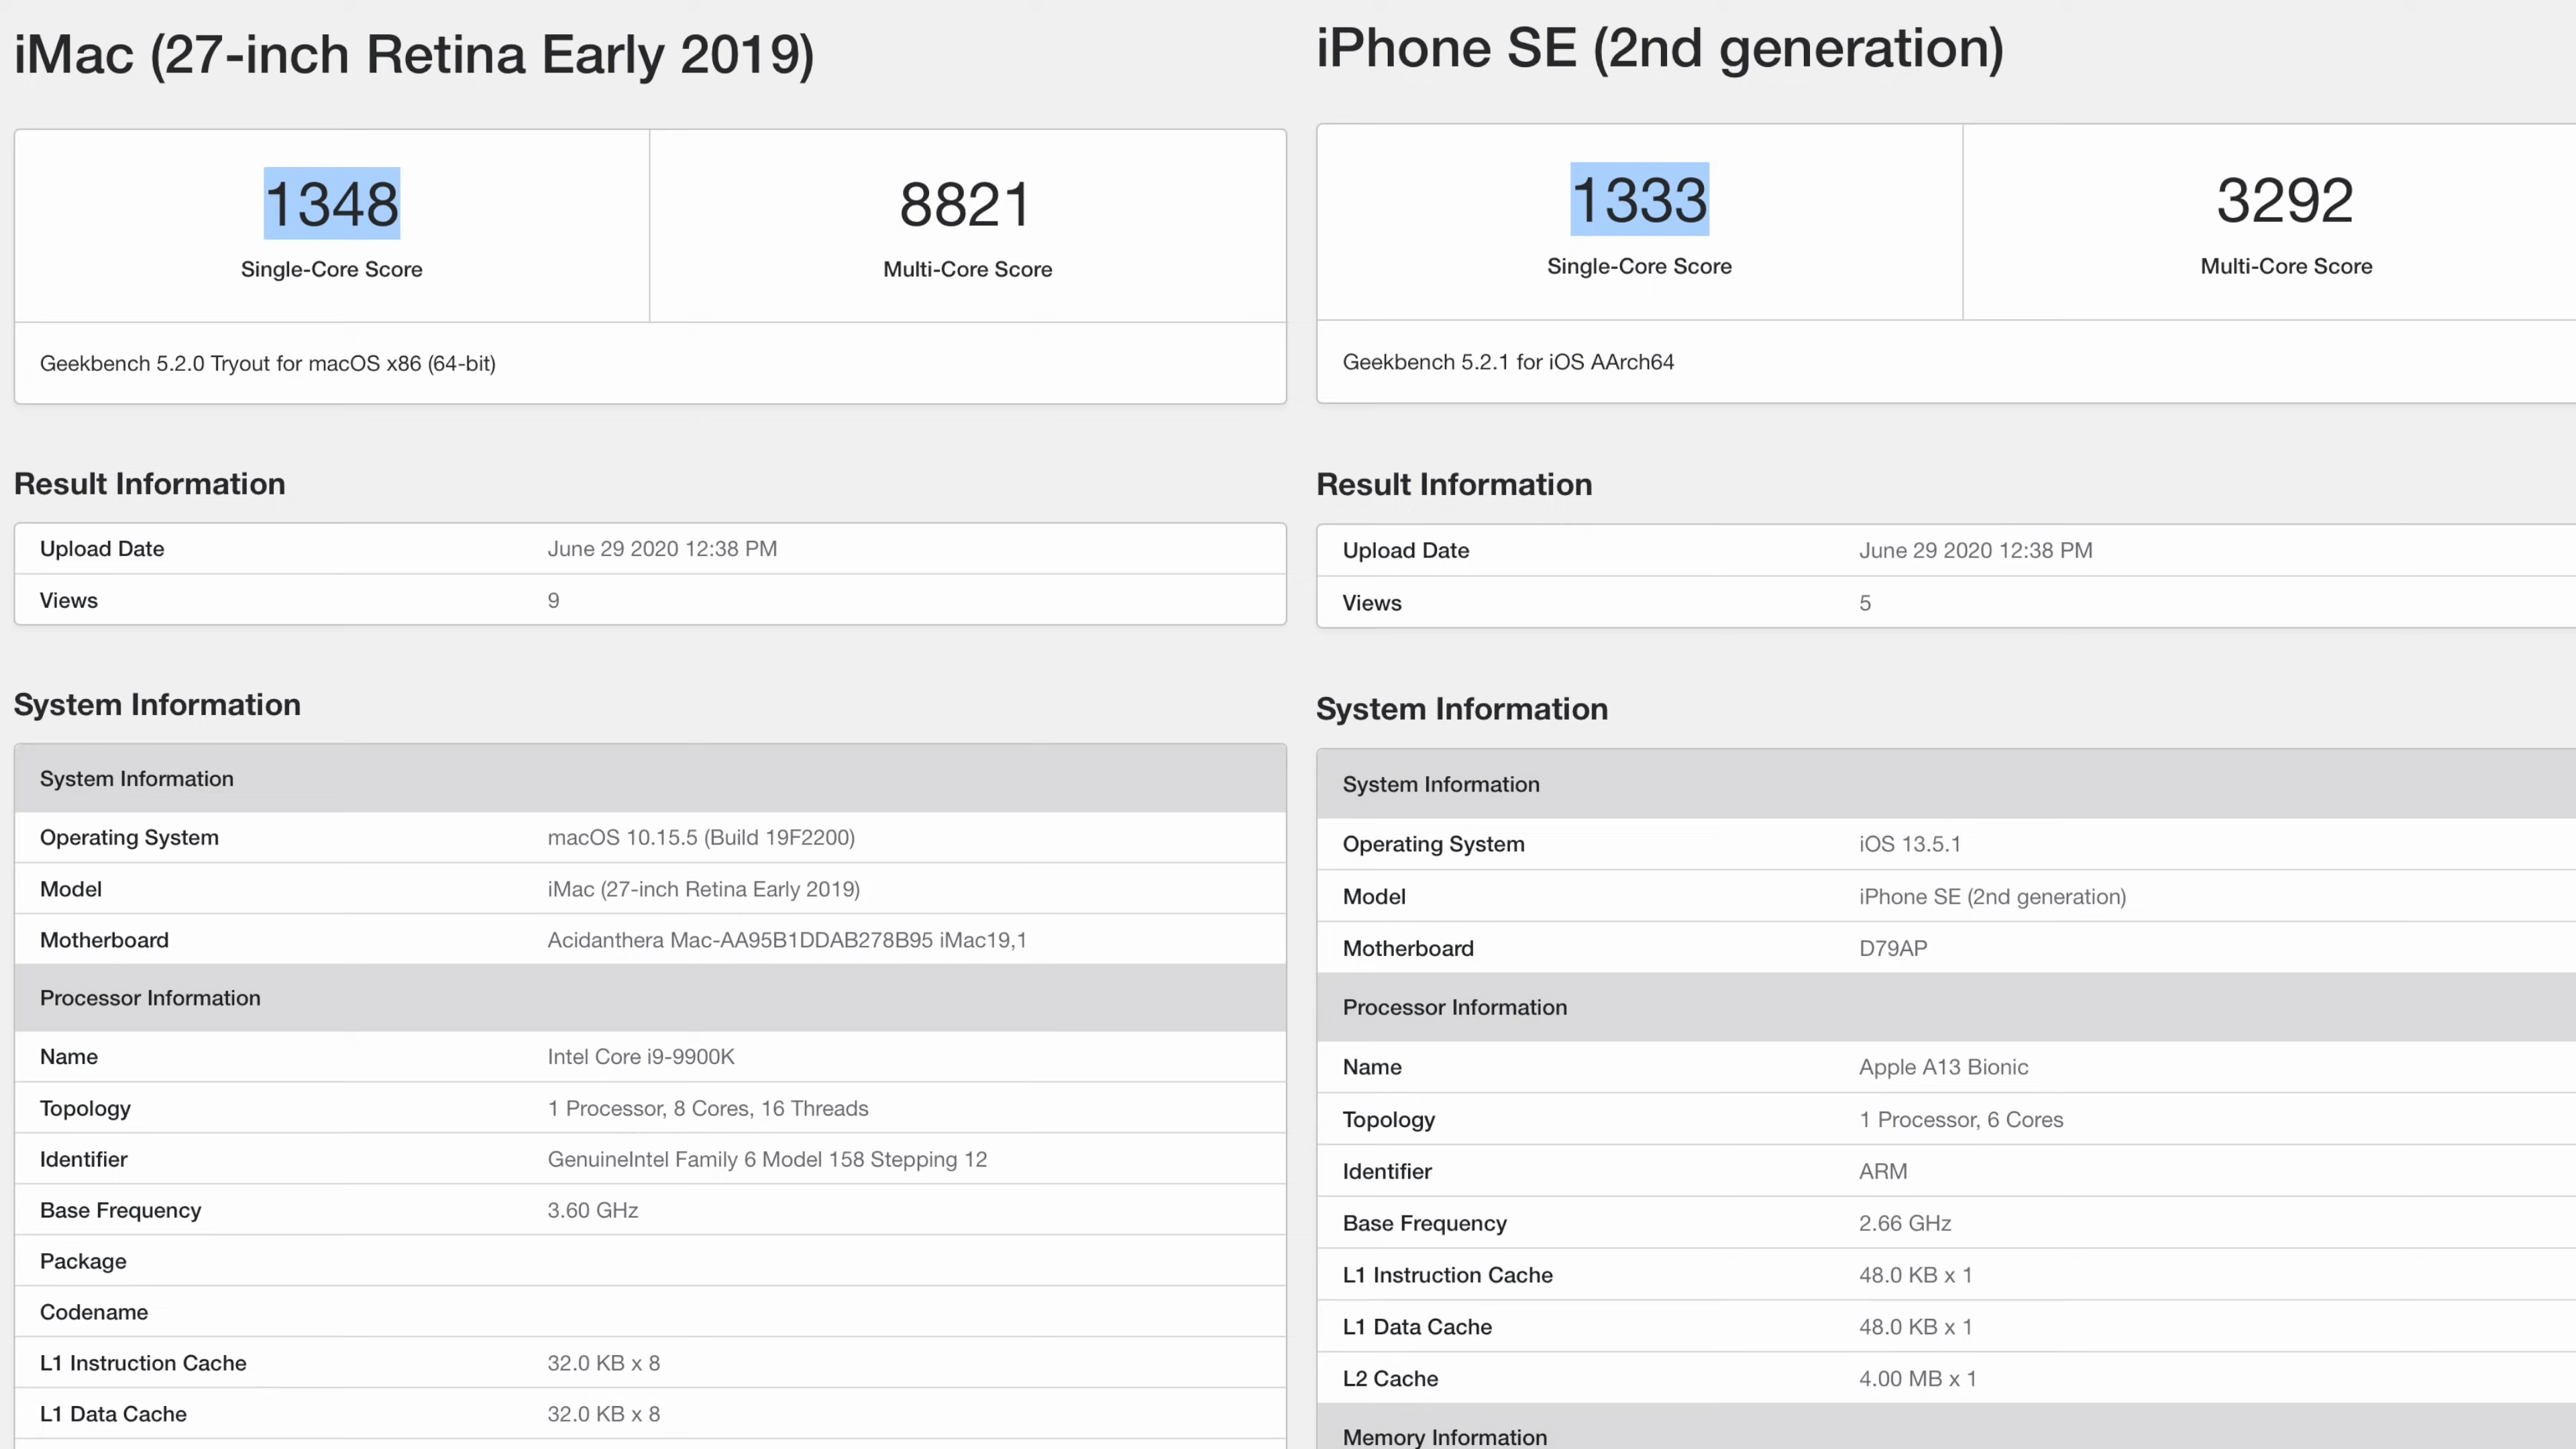 iMac (27-inch Retina Early 2019)
1348
Single-Core Score
8821
Multi-Core Score
Geekbench 5.2.0 Tryout for macOS x86 (64-bit)
Result Information
Upload Date June 29 2020 12:38 PM
Views 9
System Information
System Information
Operating System macOS 10.15.5 (Build 19F2200)
Model iMac (27-inch Retina Early 2019)
Motherboard Acidanthera Mac-AA95B1DDAB278B95 iMac19,1
Processor Information
Name Intel Core i9-9900K
Topology 1 Processor, 8 Cores, 16 Threads
Identifier GenuineIntel Family 6 Model 158 Stepping 12
Base Frequency 3.60 GHz
Package
Codename
L1 Instruction Cache 32.0 KB x 8
L1 Data Cache 32.0 KB x 8
iPhone SE (2nd generation)
1333
Single-Core Score
3292
Multi-Core Score
Geekbench 5.2.1 for iOS AArch64
Result Information
Upload Date June 29 2020 12:38 PM
Views 5
System Information
System Information
Operating System iOS 13.5.1
Model iPhone SE (2nd generation)
Motherboard D79AP
Processor Information
Name Apple A13 Bionic
Topology 1 Processor, 6 Cores
Identifier ARM
Base Frequency 2.66 GHz
L1 Instruction Cache 48.0 KB x 1
L1 Data Cache 48.0 KB x 1
L2 Cache 4.00 MB x 1
Memory Information